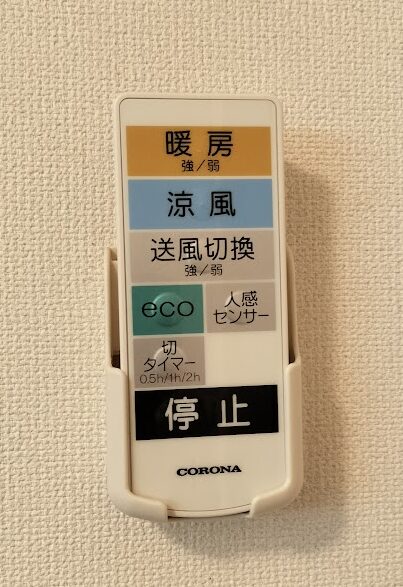 暖房
強/弱
涼風
送風切換
強/弱
eco
人感
センサー
切
タイマー
0.5h/1h/2h
停止
CORONA